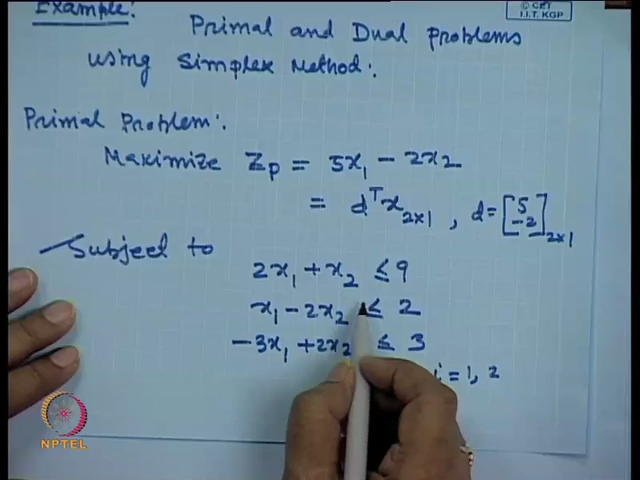 Example:
© CET
I.I.T. KGP
Primal and Dual problems
using Simplex Method:
Primal Problem:
Maximize Zp = 5x₁ - 2x₂
= dᵀx₂ₓ₁ , d = [5 -2]₂ₓ₁
Subject to
2x₁ + x₂ ≤ 9
x₁ - 2x₂ ≤ 2
-3x₁ + 2x₂ ≤ 3
i = 1, 2
NPTEL